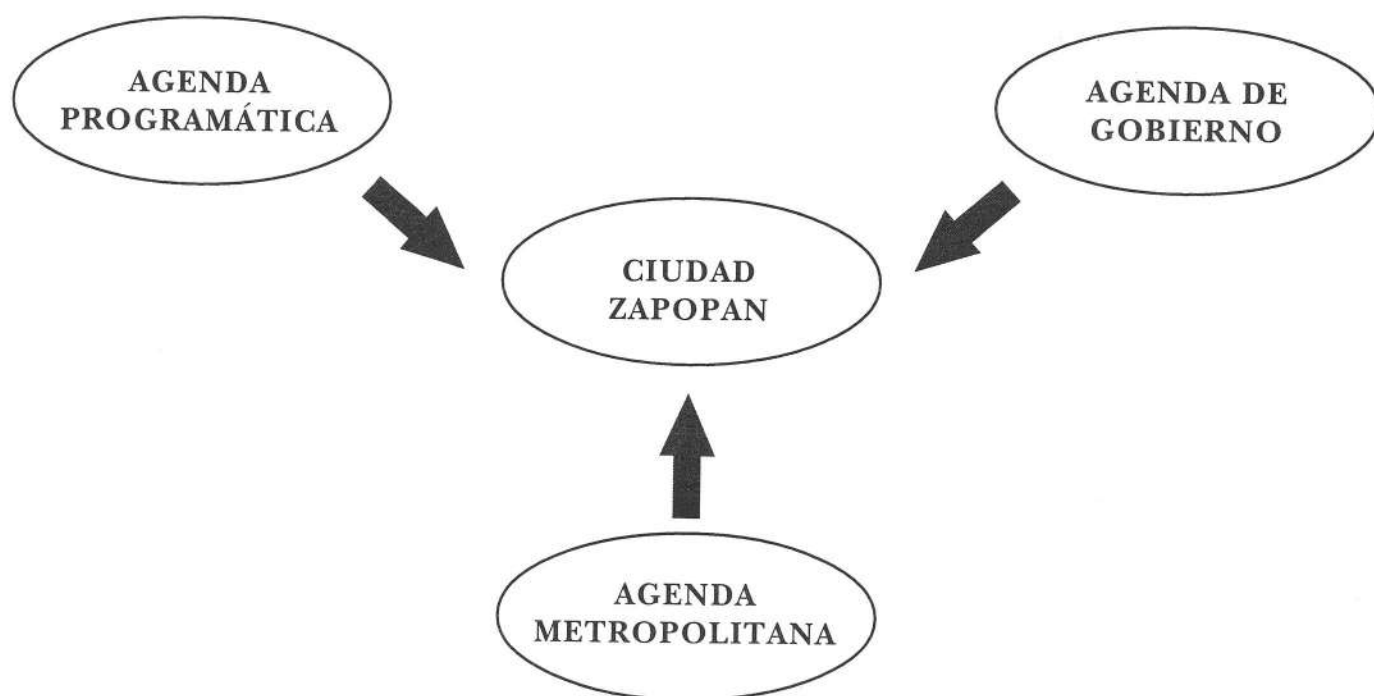 AGENDA
PROGRAMÁTICA
AGENDA DE
GOBIERNO
CIUDAD
ZAPOPAN
AGENDA
METROPOLITANA